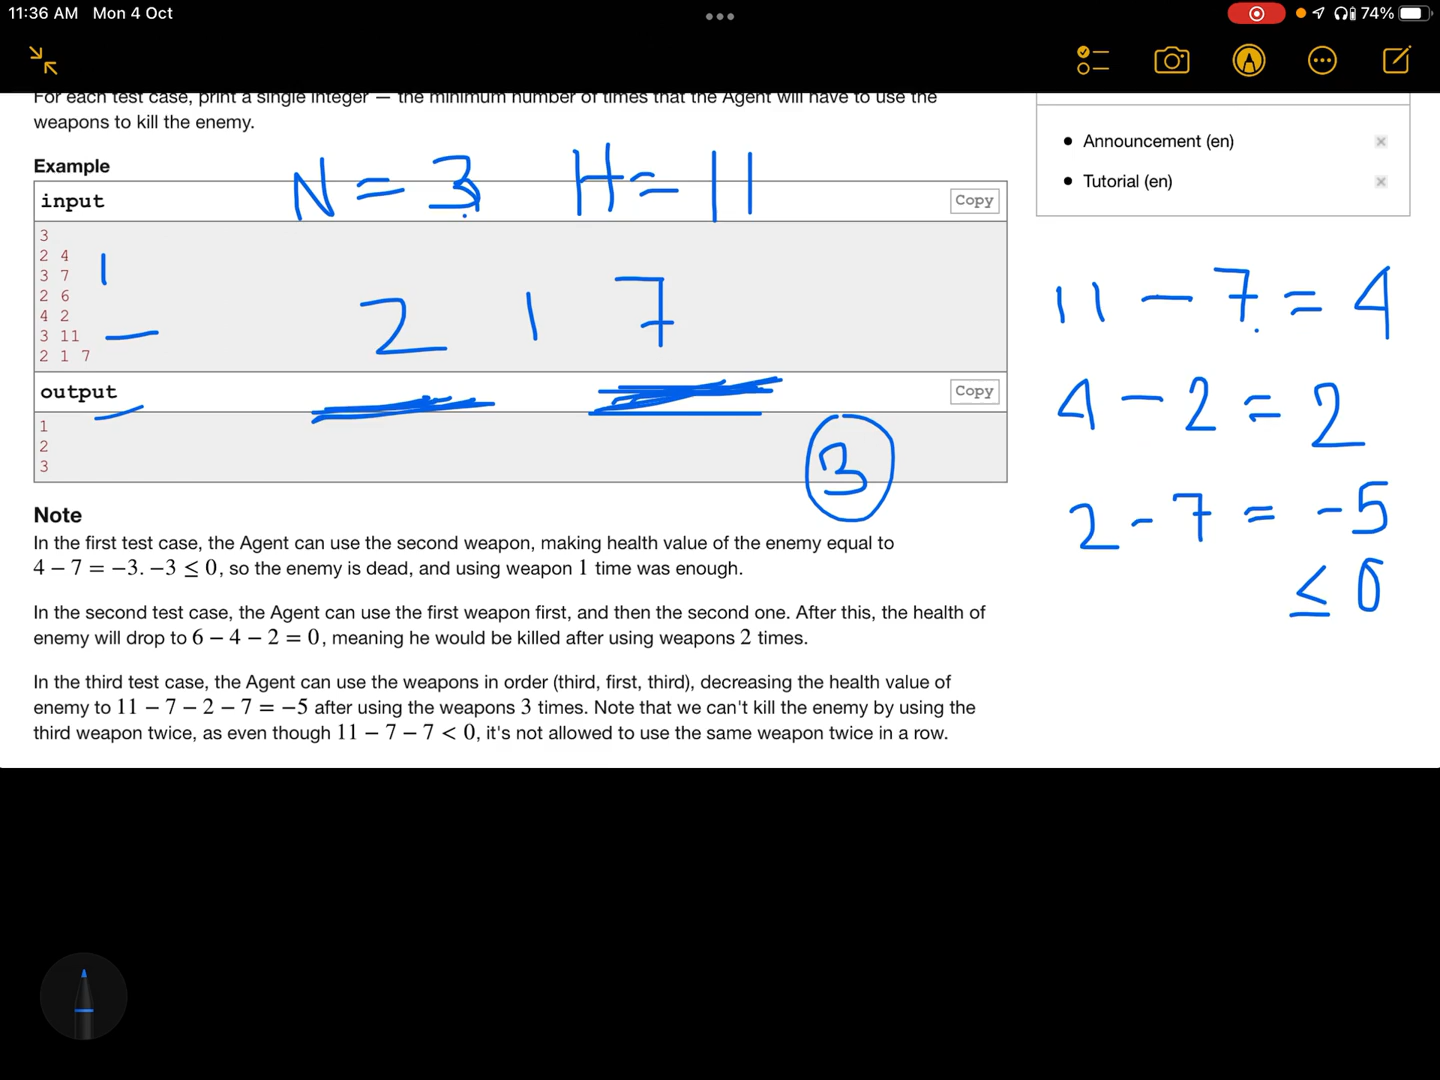 11:36 AM Mon 4 Oct
74%
For each test case, print a single integer — the minimum number of times that the Agent will have to use the
weapons to kill the enemy.
Example
N = 3 H = 11
input
Copy
3
2 4
3 7
2 6
4 2
3 11
2 1 7
1
2 1 7
output
Copy
1
2
3
3
Note
In the first test case, the Agent can use the second weapon, making health value of the enemy equal to
4 − 7 = −3. −3 ≤ 0, so the enemy is dead, and using weapon 1 time was enough.
In the second test case, the Agent can use the first weapon first, and then the second one. After this, the health of
enemy will drop to 6 − 4 − 2 = 0, meaning he would be killed after using weapons 2 times.
In the third test case, the Agent can use the weapons in order (third, first, third), decreasing the health value of
enemy to 11 − 7 − 2 − 7 = −5 after using the weapons 3 times. Note that we can't kill the enemy by using the
third weapon twice, as even though 11 − 7 − 7 < 0, it's not allowed to use the same weapon twice in a row.
Announcement (en)
Tutorial (en)
11 − 7 = 4
4 − 2 = 2
2 - 7 = -5
≤ 0